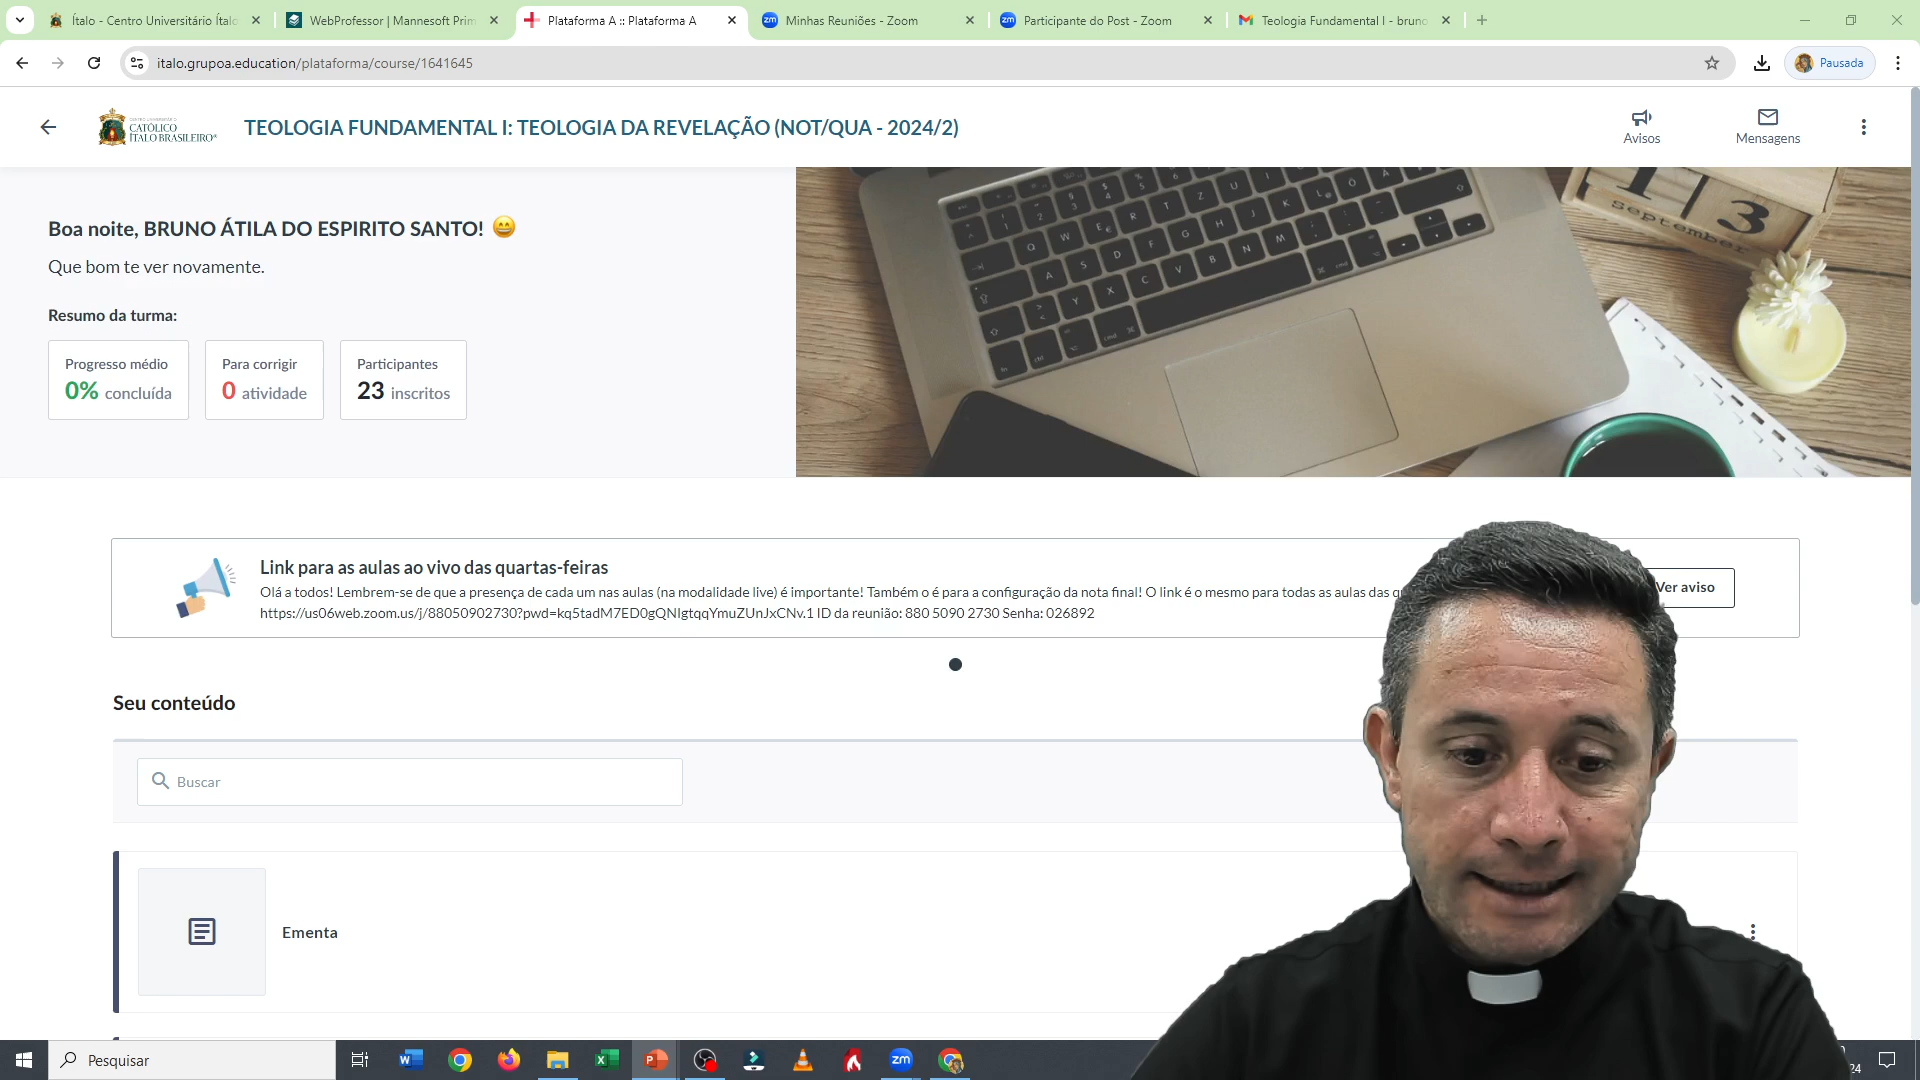 Ítalo - Centro Universitário Ítalo
WebProfessor | Mannesoft Prim
Plataforma A :: Plataforma A
Minhas Reuniões - Zoom
Participante do Post - Zoom
Teologia Fundamental I - bruno
italo.grupoa.education/plataforma/course/1641645
Pausada
CATÓLICO
ÍTALO BRASILEIRO
TEOLOGIA FUNDAMENTAL I: TEOLOGIA DA REVELAÇÃO (NOT/QUA - 2024/2)
Avisos
Mensagens
Boa noite, BRUNO ÁTILA DO ESPIRITO SANTO! 😄
Que bom te ver novamente.
Resumo da turma:
Progresso médio
0% concluída
Para corrigir
0 atividade
Participantes
23 inscritos
September
Link para as aulas ao vivo das quartas-feiras
Olá a todos! Lembrem-se de que a presença de cada um nas aulas (na modalidade live) é importante! Também o é para a configuração da nota final! O link é o mesmo para todas as aulas das
https://us06web.zoom.us/j/88050902730?pwd=kq5tadM7ED0gQNIgtqqYmuZUnJxCNv.1 ID da reunião: 880 5090 2730 Senha: 026892
Ver aviso
Seu conteúdo
Buscar
Ementa
Pesquisar
24